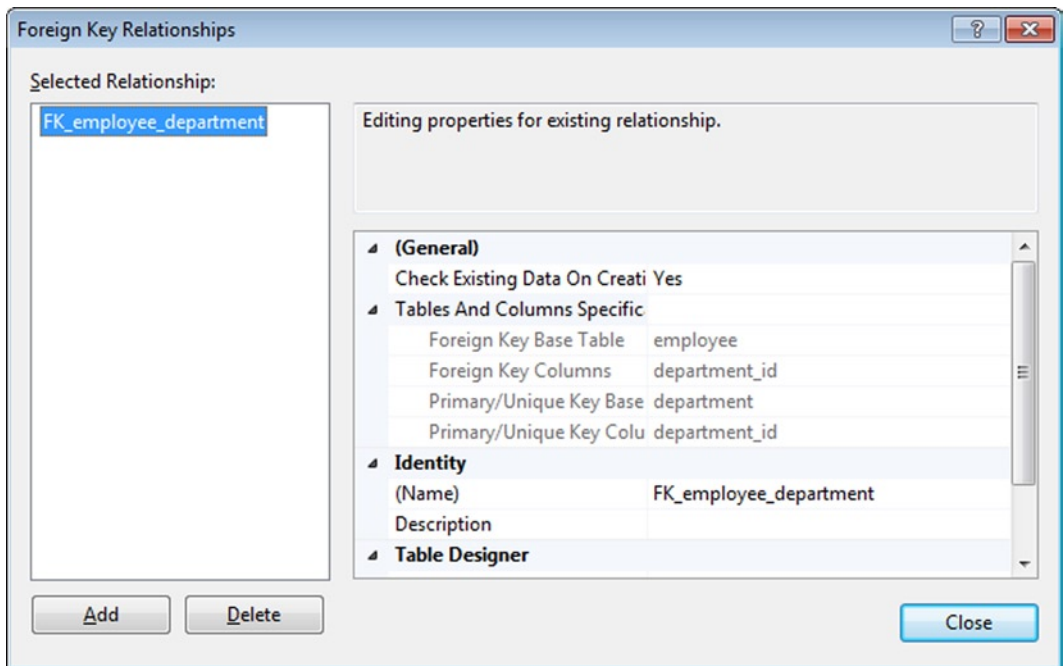 Foreign Key Relationships
Selected Relationship:
FK_employee_department
Editing properties for existing relationship.
(General)
Check Existing Data On Creati Yes
Tables And Columns Specific
Foreign Key Base Table employee
Foreign Key Columns department_id
Primary/Unique Key Base department
Primary/Unique Key Colu department_id
Identity
(Name) FK_employee_department
Description
Table Designer
Add Delete
Close